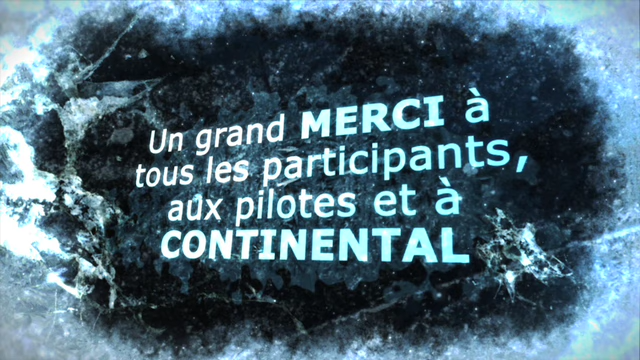 Un grand MERCI à
tous les participants,
aux pilotes et à
CONTINENTAL